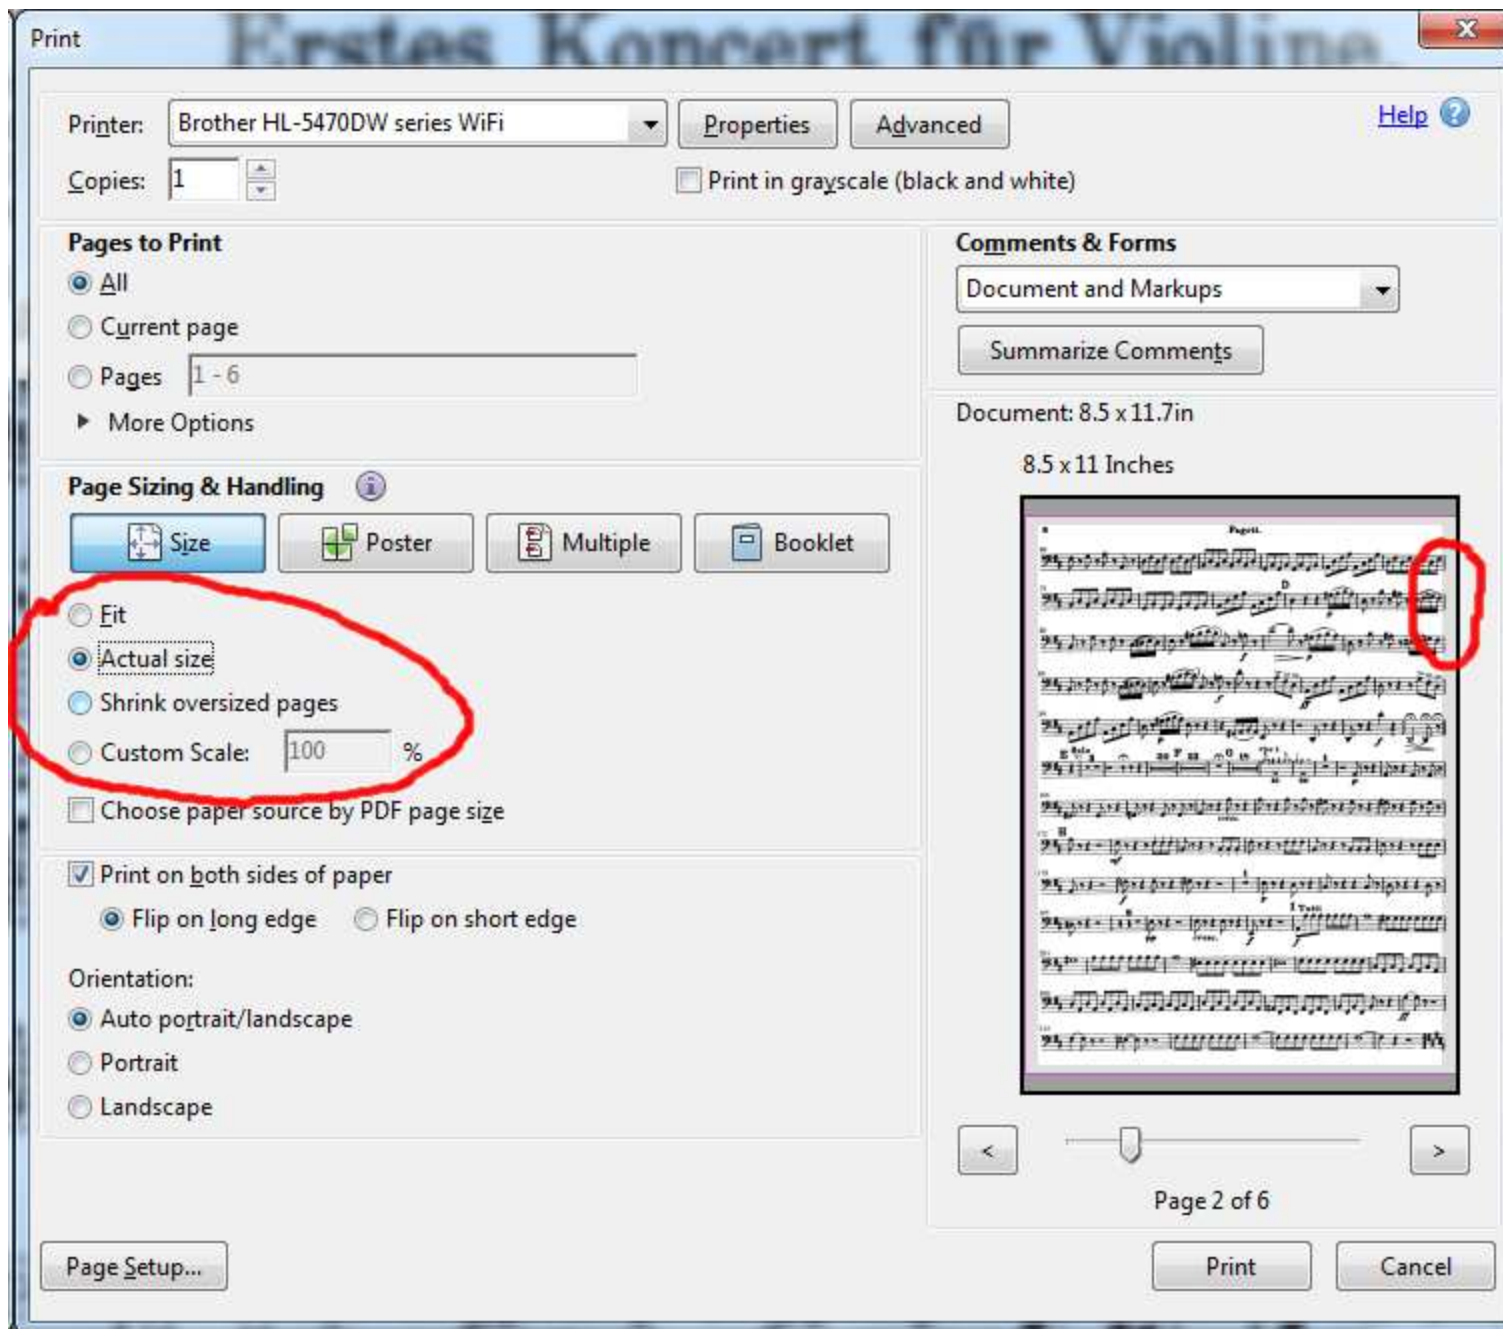 Print
Erstes Koncert für Violine.
Printer: Brother HL-5470DW series WiFi Properties Advanced Help
Copies: 1 Print in grayscale (black and white)
Pages to Print
All
Current page
Pages 1 - 6
More Options
Comments & Forms
Document and Markups
Summarize Comments
Page Sizing & Handling
Size Poster Multiple Booklet
Fit
Actual size
Shrink oversized pages
Custom Scale: 100 %
Choose paper source by PDF page size
Print on both sides of paper
Flip on long edge Flip on short edge
Orientation:
Auto portrait/landscape
Portrait
Landscape
Document: 8.5 x 11.7in
8.5 x 11 Inches
Fagott.
D
< >
Page 2 of 6
Page Setup...
Print Cancel